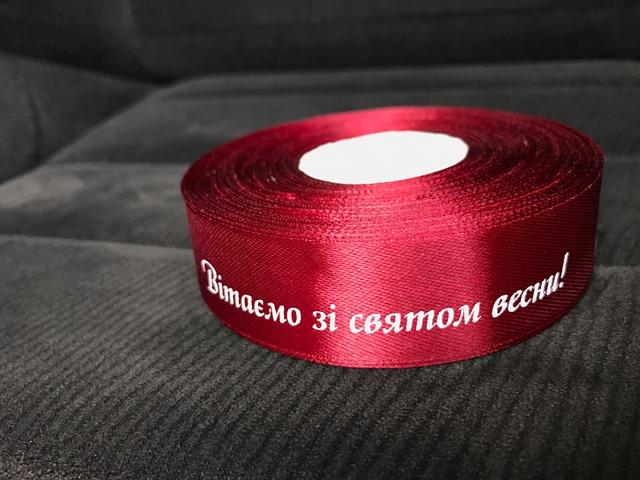 Вітаємо зі святом весни!